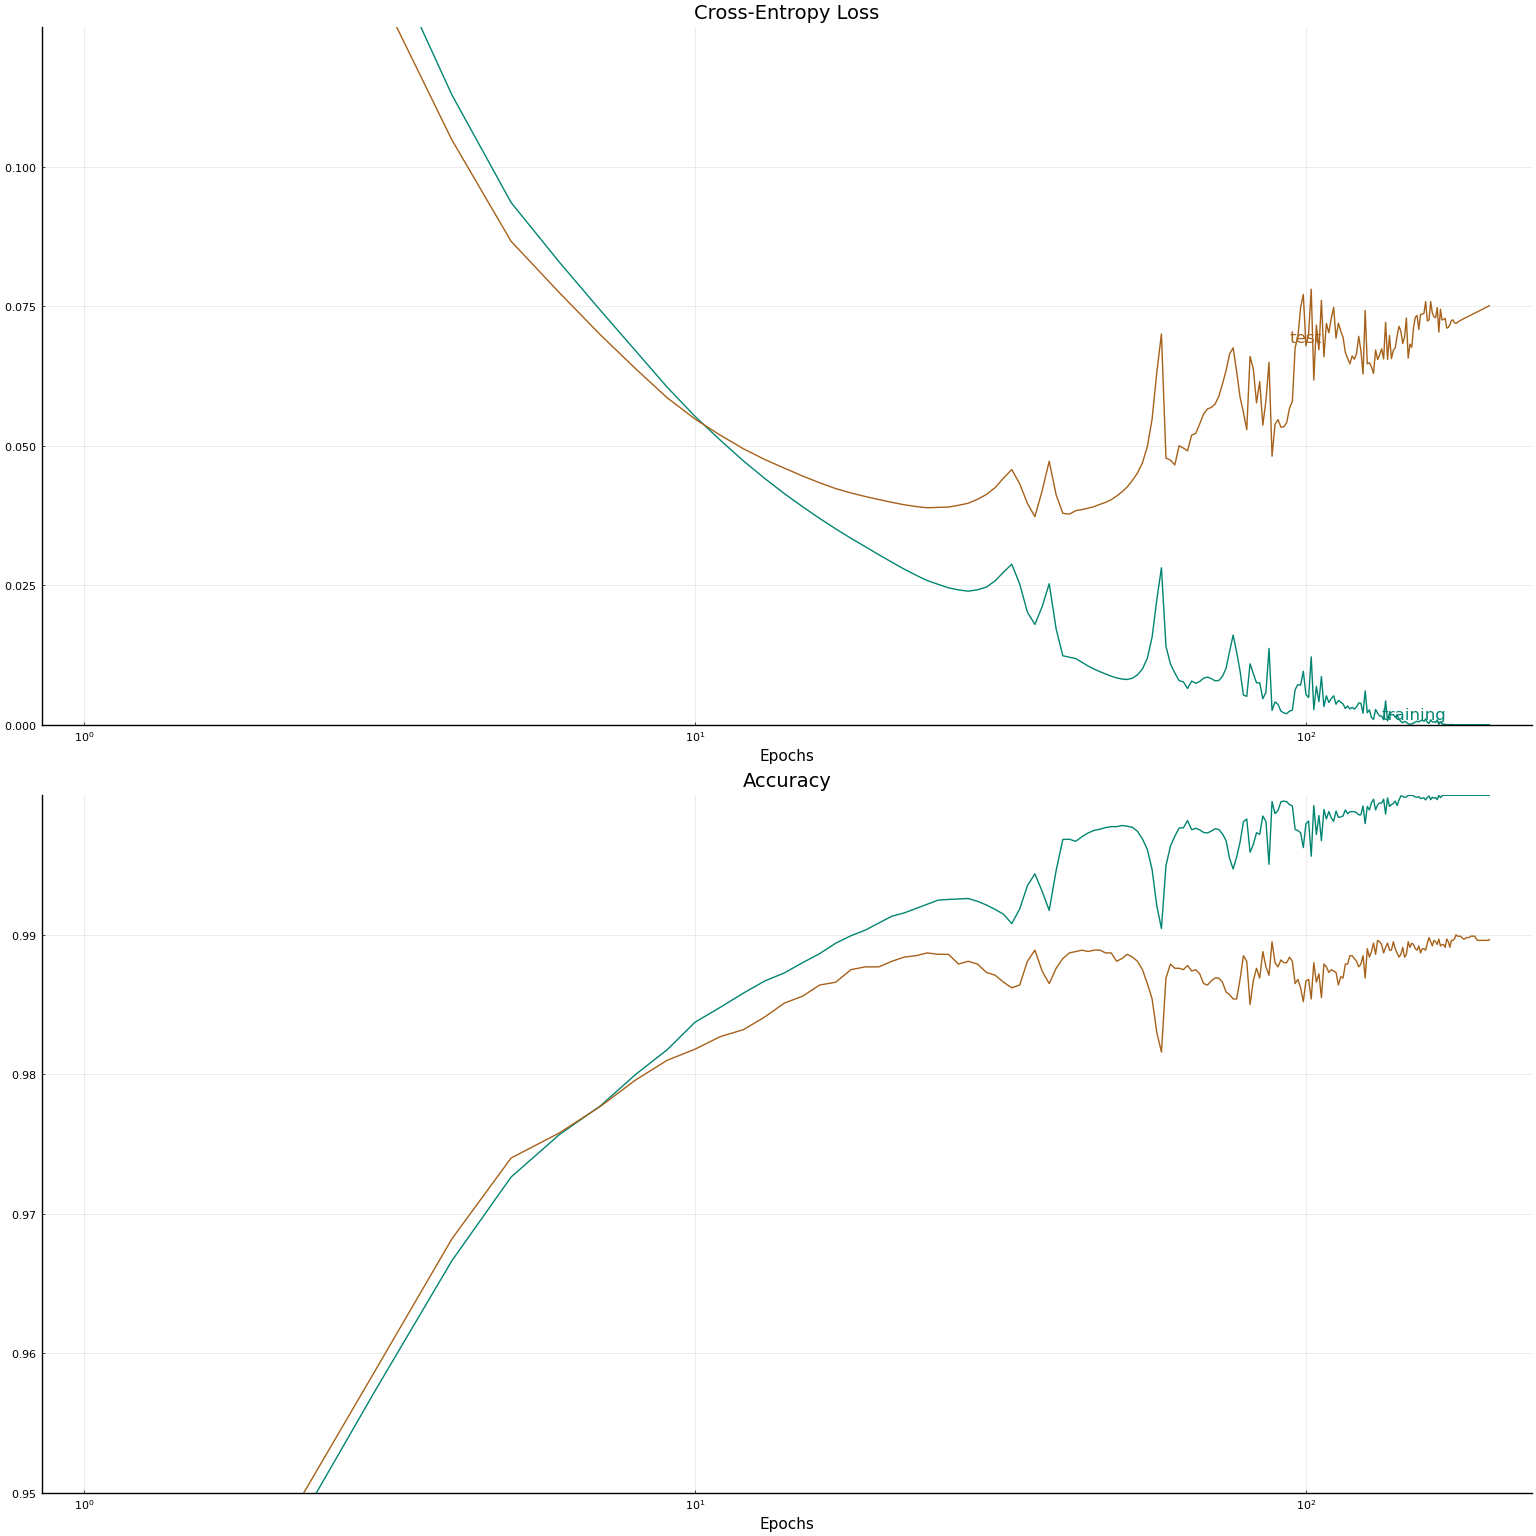 Cross-Entropy Loss
0.100
0.075
test
0.050
0.025
training
0.000
10⁰ 10¹ 10²
Epochs
Accuracy
0.99
0.98
0.97
0.96
0.95
10⁰ 10¹ 10²
Epochs